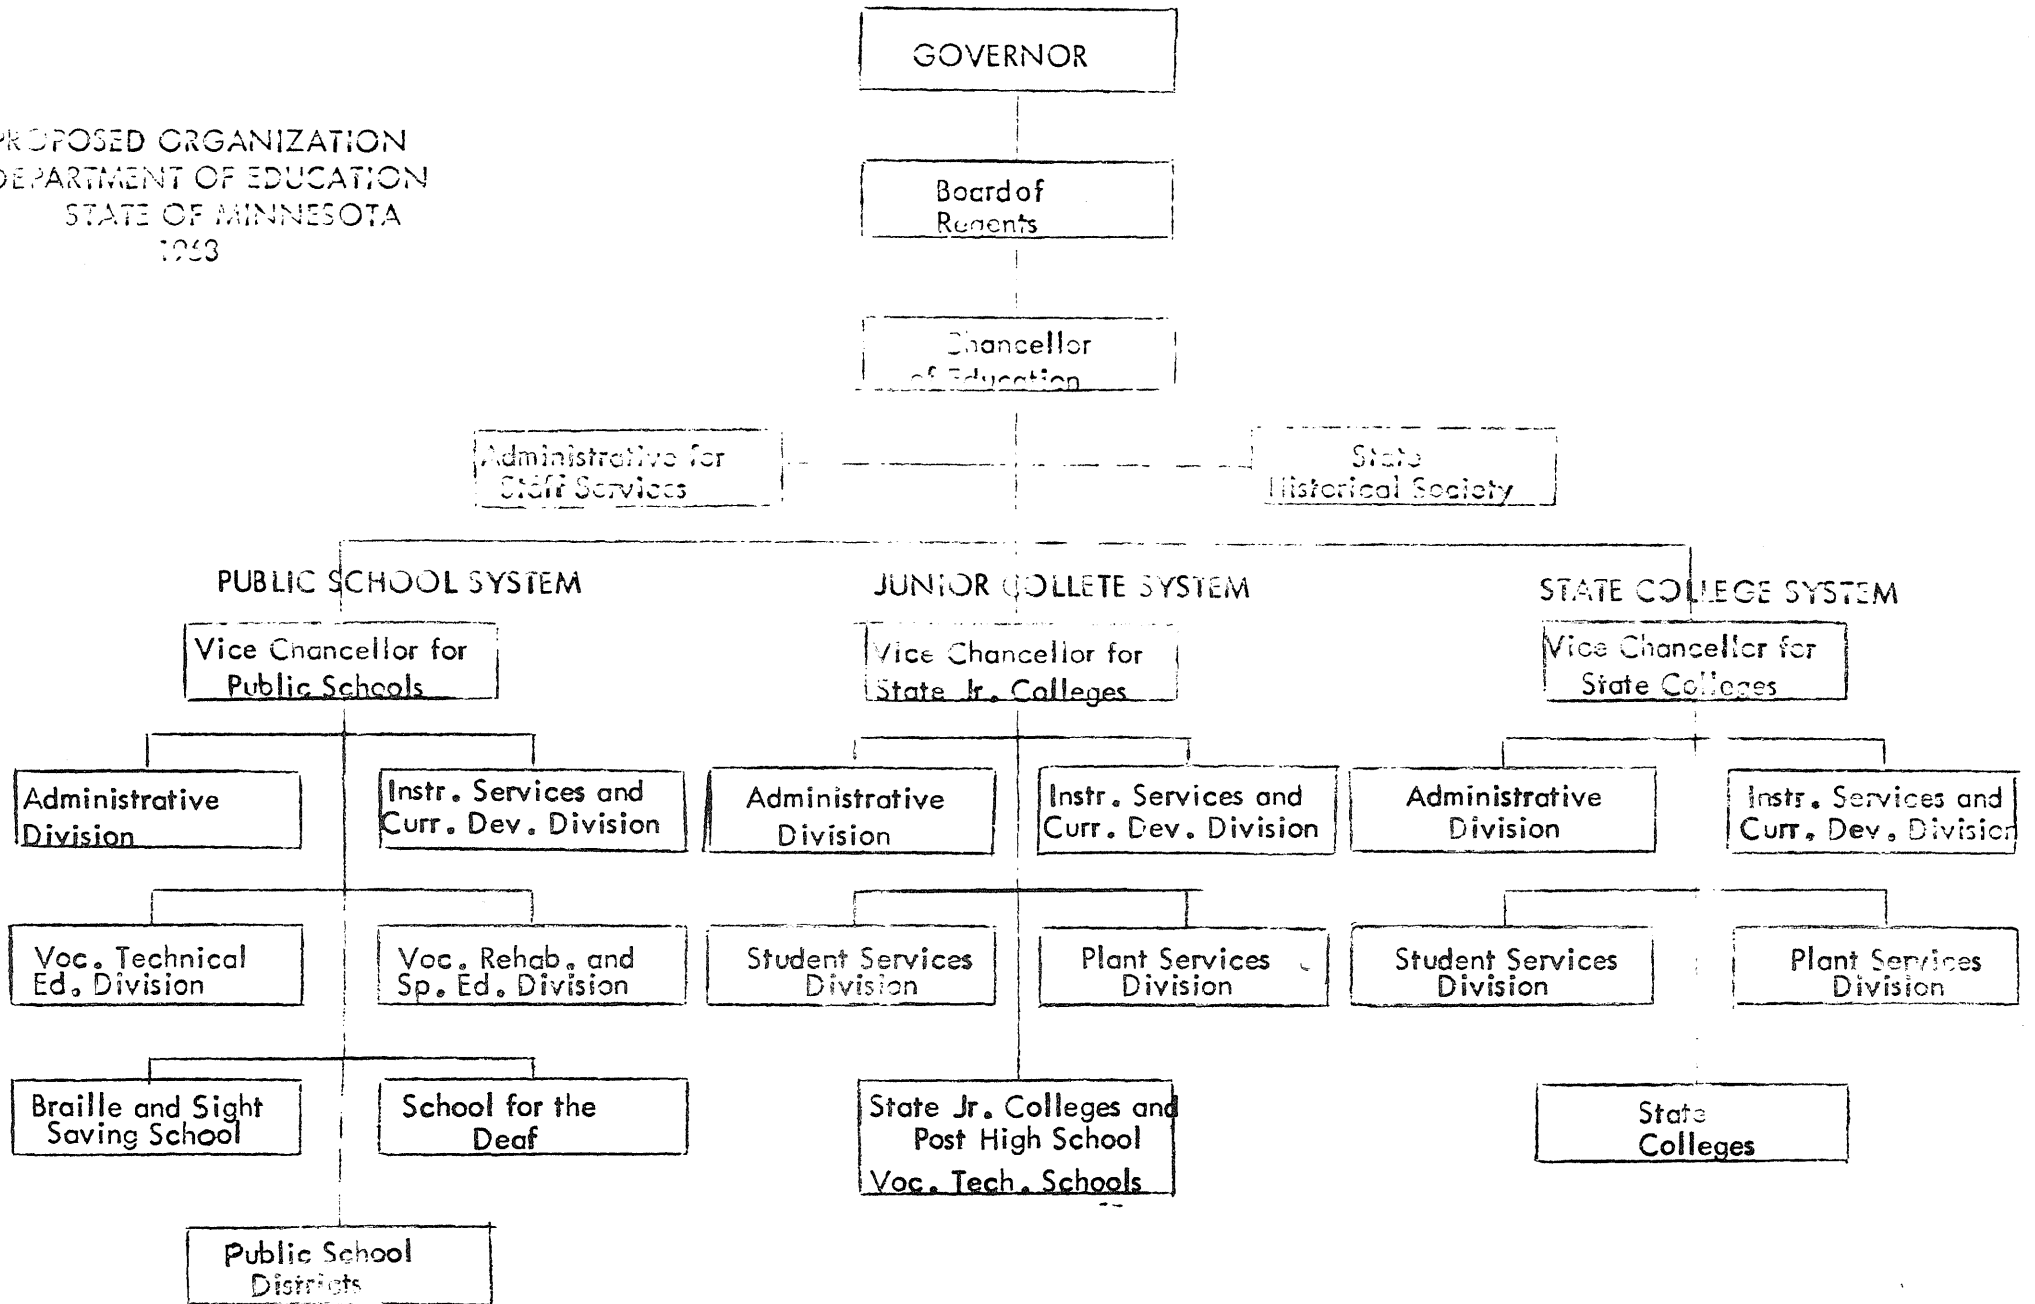 GOVERNOR
PROPOSED ORGANIZATION
DEPARTMENT OF EDUCATION
STATE OF MINNESOTA
Board of
Regents
Chancellor
of Education
Administrative for
Staff Services
State
Historical Society
PUBLIC SCHOOL SYSTEM
JUNIOR COLLETE SYSTEM
STATE COLLEGE SYSTEM
Vice Chancellor for
Public Schools
Vice Chancellor for
State Jr. Colleges
Vice Chancellor for
State Colleges
Administrative
Division
Instr. Services and
Curr. Dev. Division
Administrative
Division
Instr. Services and
Curr. Dev. Division
Administrative
Division
Instr. Services and
Curr. Dev. Division
Voc. Technical
Ed. Division
Voc. Rehab. and
Sp. Ed. Division
Student Services
Division
Plant Services
Division
Student Services
Division
Plant Services
Division
Braille and Sight
Saving School
School for the
Deaf
State Jr. Colleges and
Post High School
Voc. Tech. Schools
State
Colleges
Public School
Districts